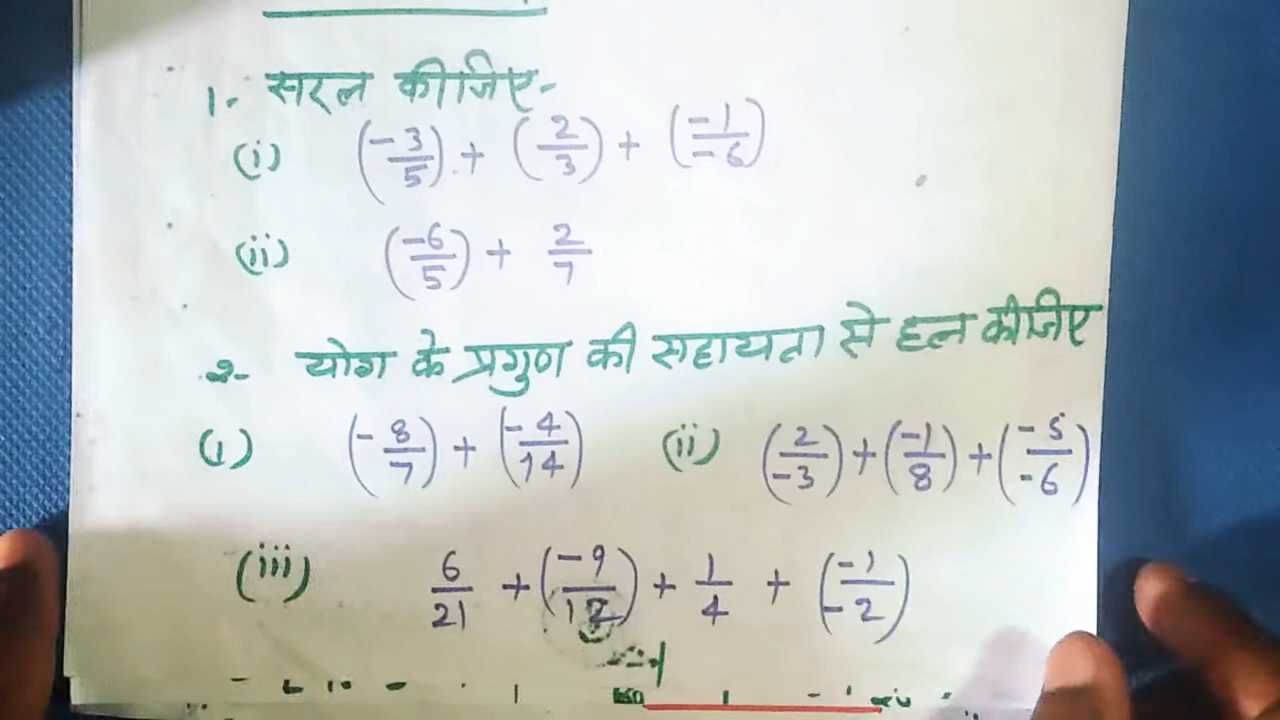 1. सरल कीजिए-
(i) (-3/5) + (2/3) + (-1/-6)
(ii) (-6/5) + 2/7
2- योग के प्रगुण की सहायता से हल कीजिए
(i) (-8/7) + (-4/14) (ii) (2/-3) + (-1/8) + (-5/-6)
(iii) 6/21 + (-9/12) + 1/4 + (-1/-2)